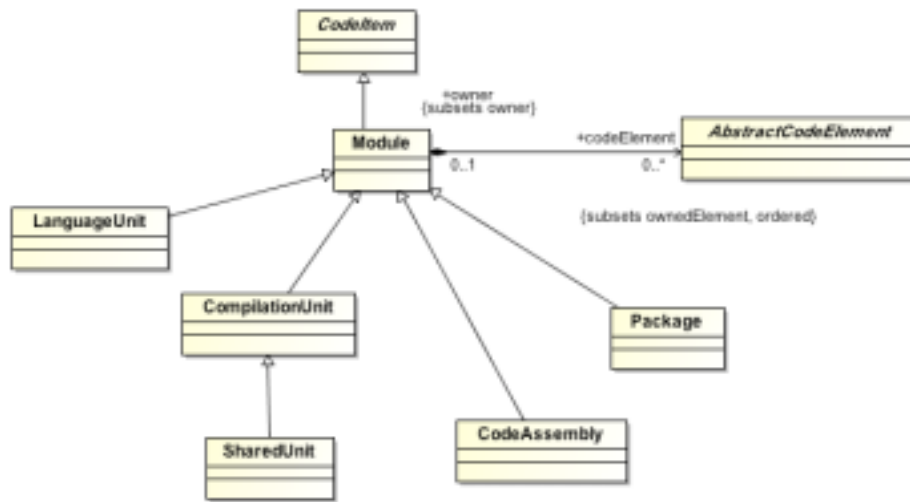 CodeItem
+owner
{subsets owner}
Module
+codeElement
AbstractCodeElement
0..1
0..*
LanguageUnit
{subsets ownedElement, ordered}
CompilationUnit
Package
SharedUnit
CodeAssembly